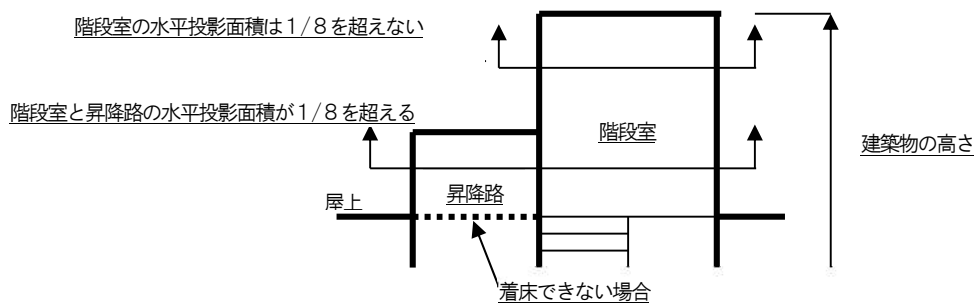 階段室の水平投影面積は1/8を超えない
階段室と昇降路の水平投影面積が1/8を超える
階段室
建築物の高さ
昇降路
屋上
着床できない場合